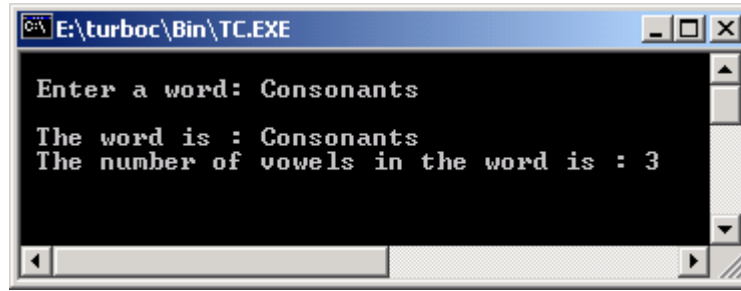 E:\turboc\Bin\TC.EXE
Enter a word: Consonants
The word is : Consonants
The number of vowels in the word is : 3